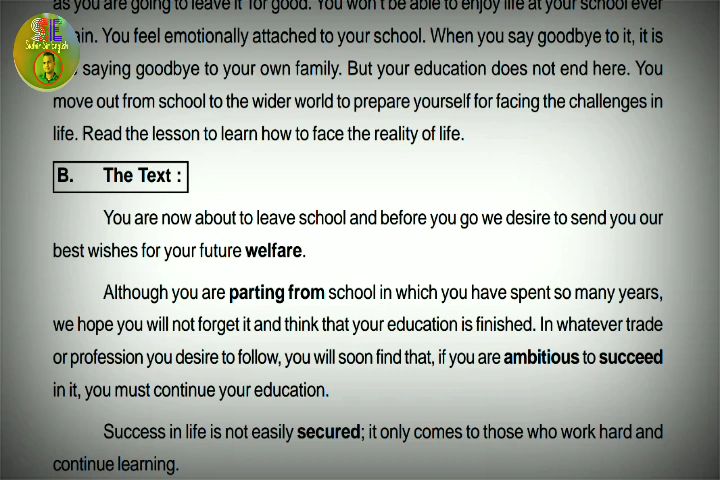 as you are going to leave it for good. You won't be able to enjoy life at your school ever
ain. You feel emotionally attached to your school. When you say goodbye to it, it is
saying goodbye to your own family. But your education does not end here. You
move out from school to the wider world to prepare yourself for facing the challenges in
life. Read the lesson to learn how to face the reality of life.
SIE
Sudhir Sir English
B. The Text :
You are now about to leave school and before you go we desire to send you our
best wishes for your future welfare.
Although you are parting from school in which you have spent so many years,
we hope you will not forget it and think that your education is finished. In whatever trade
or profession you desire to follow, you will soon find that, if you are ambitious to succeed
in it, you must continue your education.
Success in life is not easily secured; it only comes to those who work hard and
continue learning.